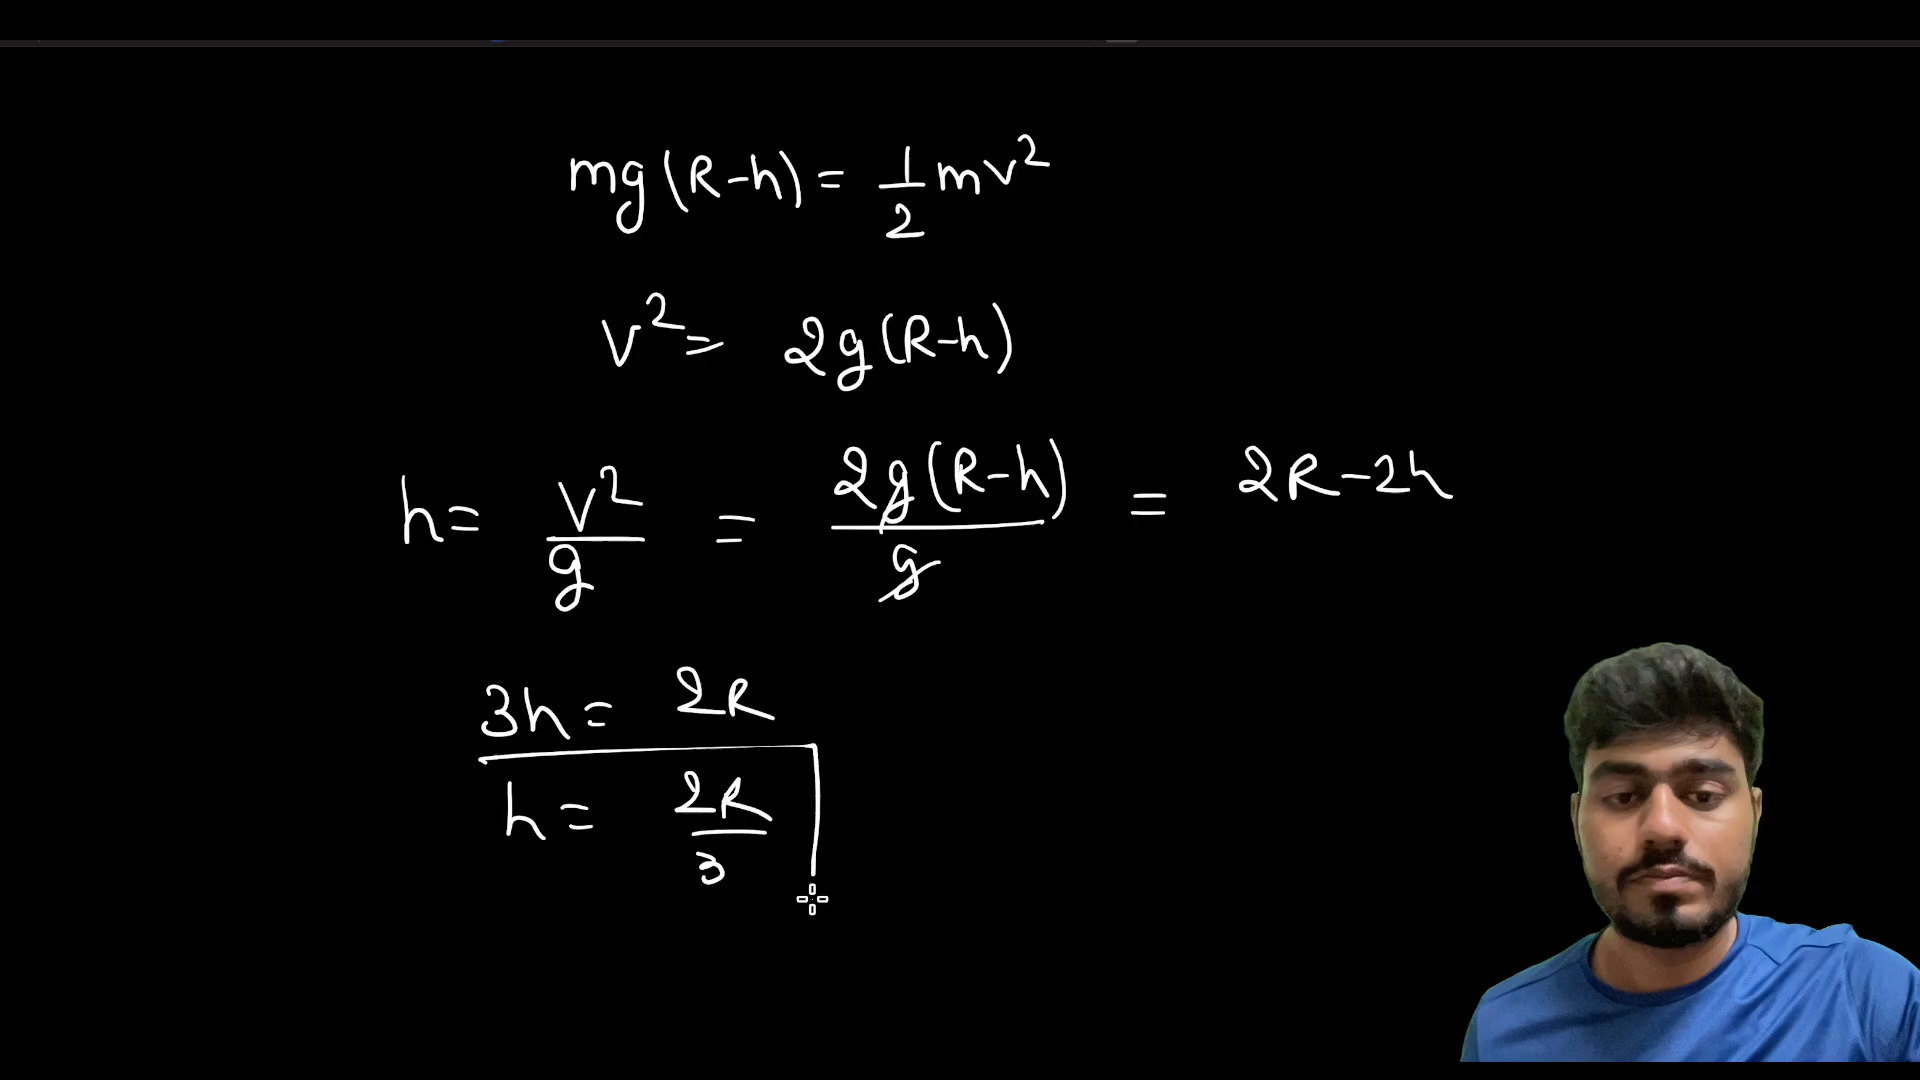 mg(R-h) = 1/2 mv²
v² = 2g(R-h)
h = v²/g = 2g(R-h)/g = 2R-2h
3h = 2R
h = 2R/3